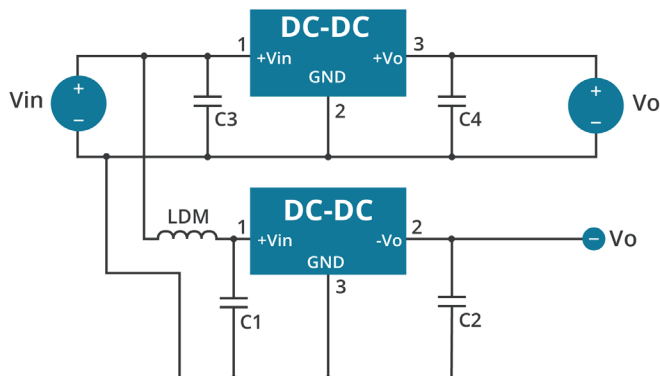 DC-DC
1
+Vin
+Vo
3
GND
2
Vin
+
−
C3
C4
+
−
Vo
LDM
DC-DC
1
+Vin
-Vo
2
GND
3
− Vo
C1
C2